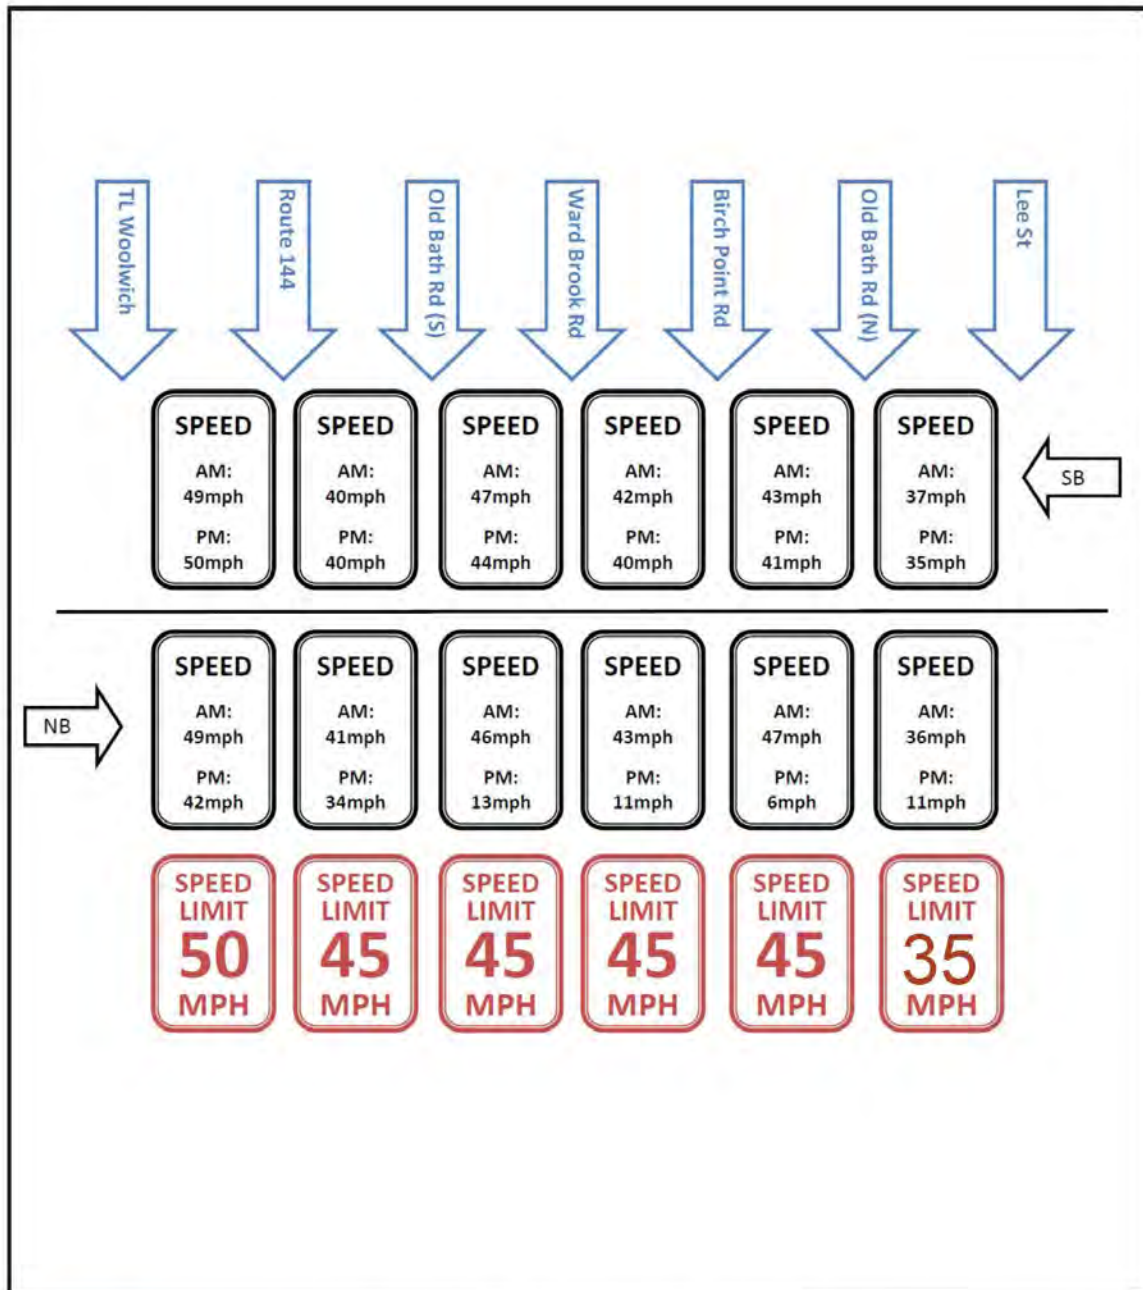 TL Woolwich
Route 144
Old Bath Rd (S)
Ward Brook Rd
Birch Point Rd
Old Bath Rd (N)
Lee St
SPEED
AM:
49mph
PM:
50mph
SPEED
AM:
40mph
PM:
40mph
SPEED
AM:
47mph
PM:
44mph
SPEED
AM:
42mph
PM:
40mph
SPEED
AM:
43mph
PM:
41mph
SPEED
AM:
37mph
PM:
35mph
SB
NB
SPEED
AM:
49mph
PM:
42mph
SPEED
AM:
41mph
PM:
34mph
SPEED
AM:
46mph
PM:
13mph
SPEED
AM:
43mph
PM:
11mph
SPEED
AM:
47mph
PM:
6mph
SPEED
AM:
36mph
PM:
11mph
SPEED
LIMIT
50
MPH
SPEED
LIMIT
45
MPH
SPEED
LIMIT
45
MPH
SPEED
LIMIT
45
MPH
SPEED
LIMIT
45
MPH
SPEED
LIMIT
35
MPH